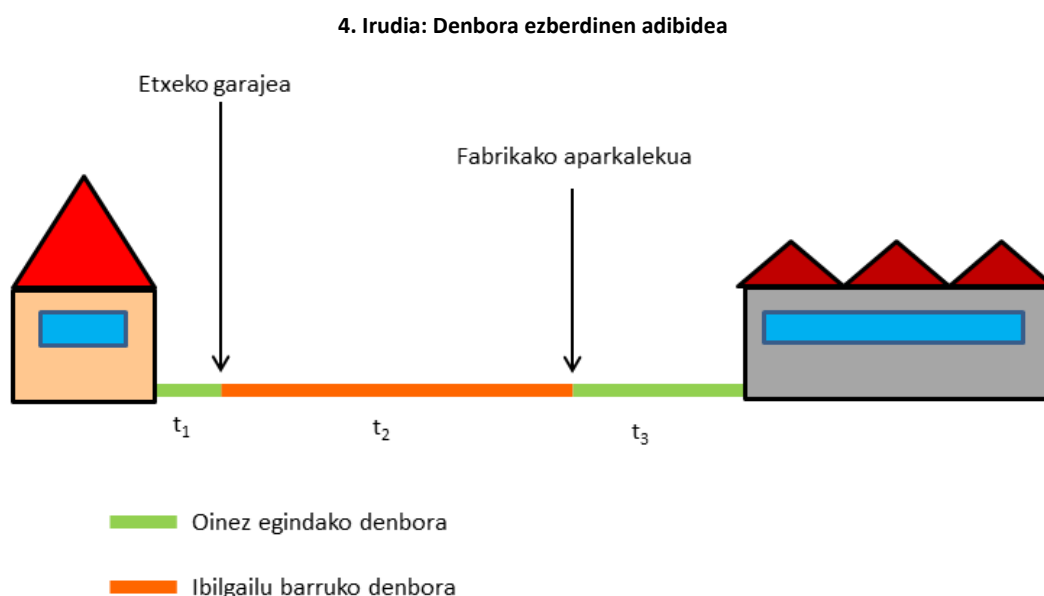 4. Irudia: Denbora ezberdinen adibidea
Etxeko garajea
Fabrikako aparkalekua
t₁
t₂
t₃
Oinez egindako denbora
Ibilgailu barruko denbora